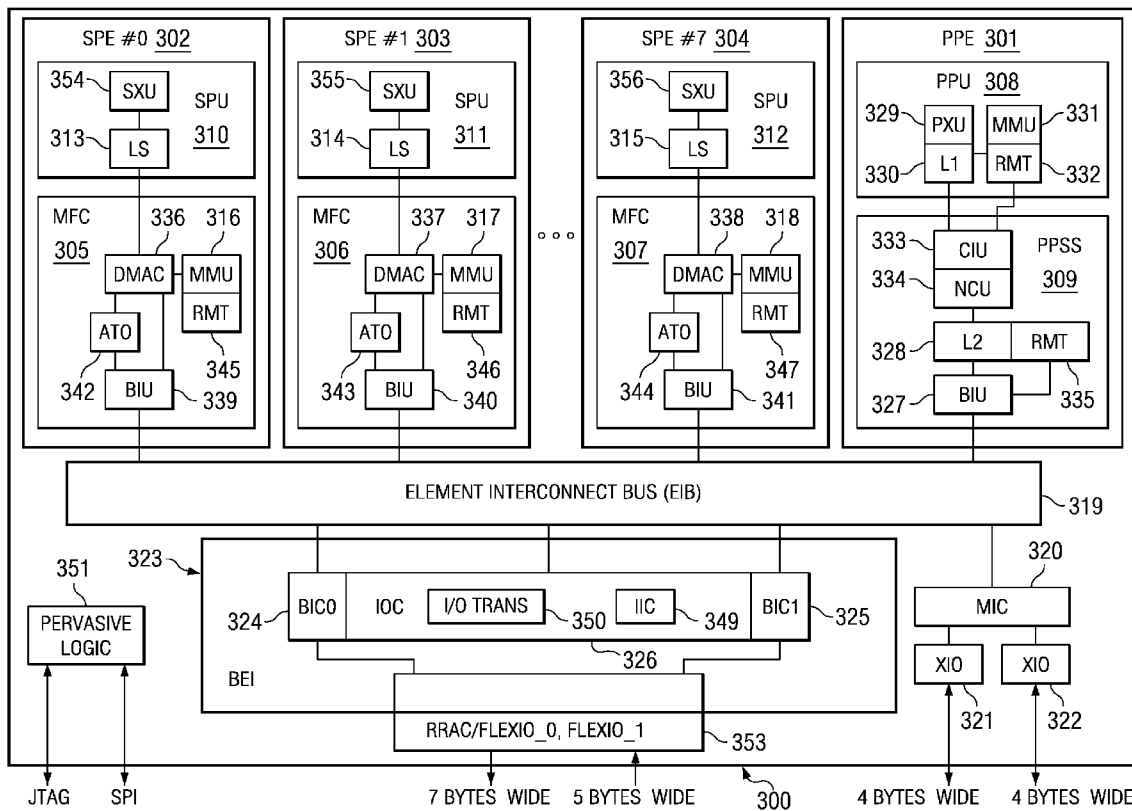 SPE #0 302
SPE #1 303
SPE #7 304
PPE 301
354
SXU
SPU
310
313
LS
355
SXU
SPU
311
314
LS
356
SXU
SPU
312
315
LS
PPU 308
329
PXU
MMU
331
330
L1
RMT
332
MFC
305
336
316
DMAC
MMU
RMT
ATO
342
345
BIU
339
MFC
306
337
317
DMAC
MMU
RMT
ATO
343
346
BIU
340
MFC
307
338
318
DMAC
MMU
RMT
ATO
344
347
BIU
341
333
CIU
PPSS
309
334
NCU
328
L2
RMT
327
BIU
335
ELEMENT INTERCONNECT BUS (EIB)
319
323
324
BIC0
IOC
I/O TRANS
350
IIC
349
BIC1
325
326
BEI
351
PERVASIVE
LOGIC
320
MIC
XIO
XIO
321
322
RRAC/FLEXIO_0, FLEXIO_1
353
JTAG
SPI
7 BYTES WIDE
5 BYTES WIDE
300
4 BYTES WIDE
4 BYTES WIDE